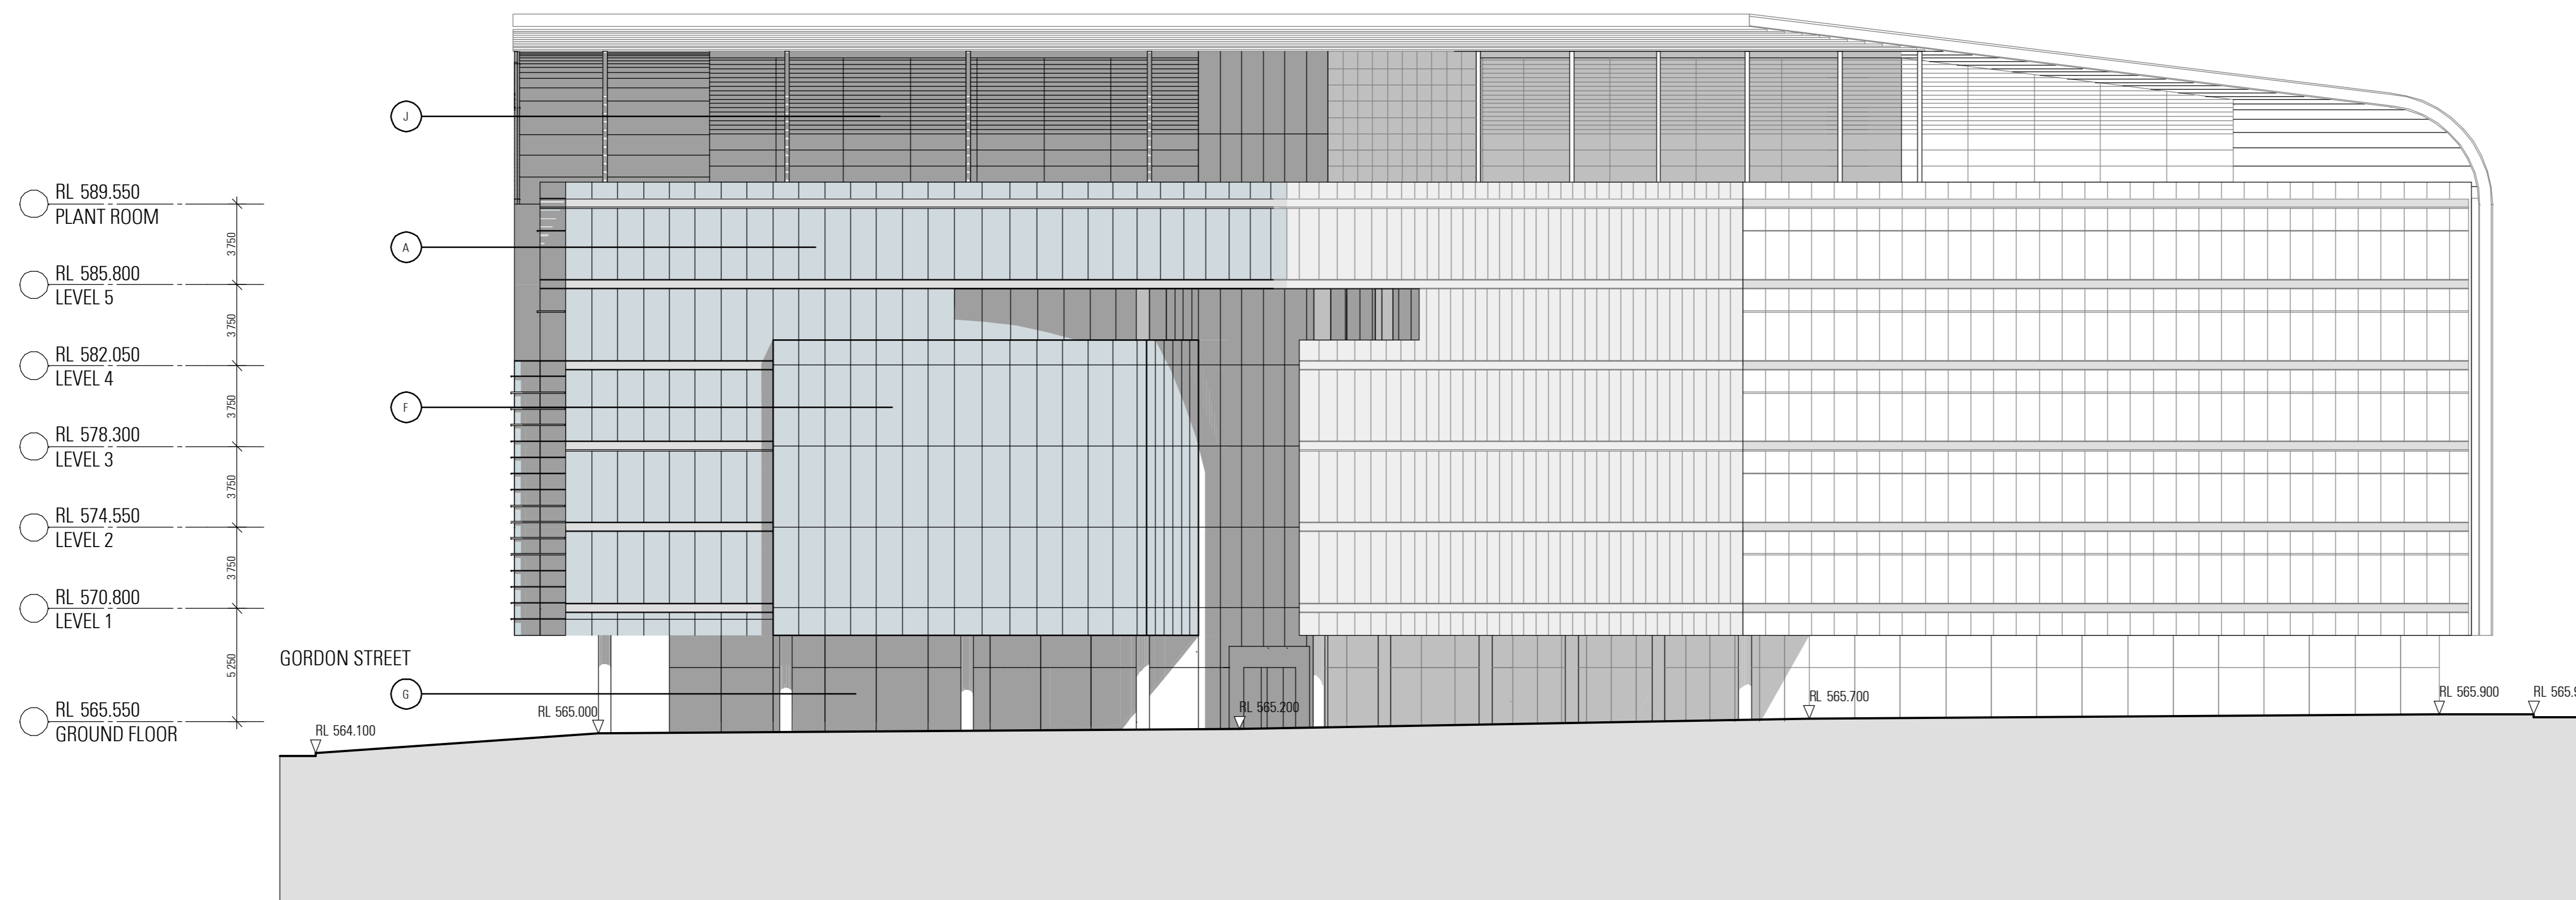 J
RL 589.550
PLANT ROOM
3 750
A
RL 585.800
LEVEL 5
3 750
RL 582.050
LEVEL 4
3 750
F
RL 578.300
LEVEL 3
3 750
RL 574.550
LEVEL 2
3 750
RL 570.800
LEVEL 1
5 250
GORDON STREET
G
RL 565.550
GROUND FLOOR
RL 564.100
RL 565.000
RL 565.200
RL 565.700
RL 565.900
RL 565.9